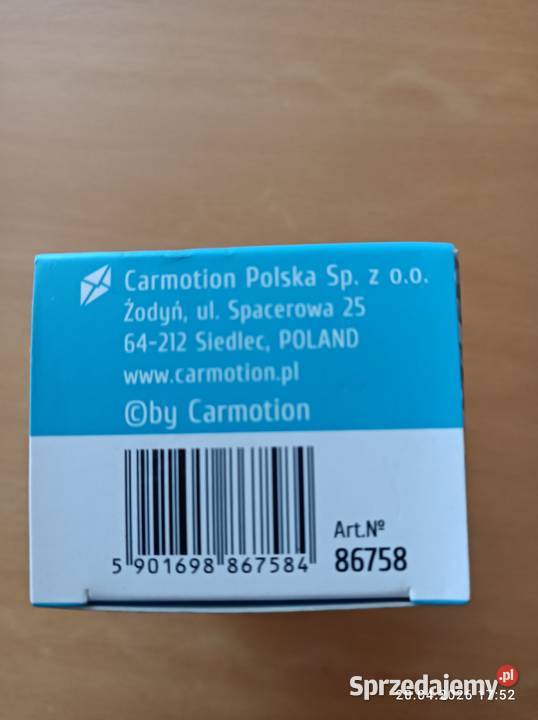 Carmotion Polska Sp. z o.o.
Żodyń, ul. Spacerowa 25
64-212 Siedlec, POLAND
www.carmotion.pl
©by Carmotion
Art.Nº
86758
5 901698 867584
Sprzedajemy.pl